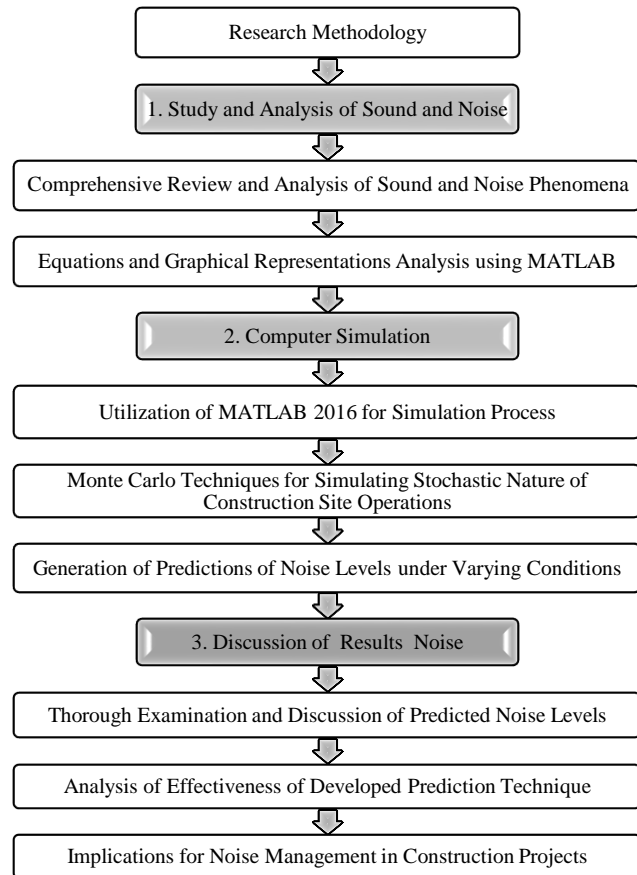 Research Methodology
1. Study and Analysis of Sound and Noise
Comprehensive Review and Analysis of Sound and Noise Phenomena
Equations and Graphical Representations Analysis using MATLAB
2. Computer Simulation
Utilization of MATLAB 2016 for Simulation Process
Monte Carlo Techniques for Simulating Stochastic Nature of
Construction Site Operations
Generation of Predictions of Noise Levels under Varying Conditions
3. Discussion of Results Noise
Thorough Examination and Discussion of Predicted Noise Levels
Analysis of Effectiveness of Developed Prediction Technique
Implications for Noise Management in Construction Projects